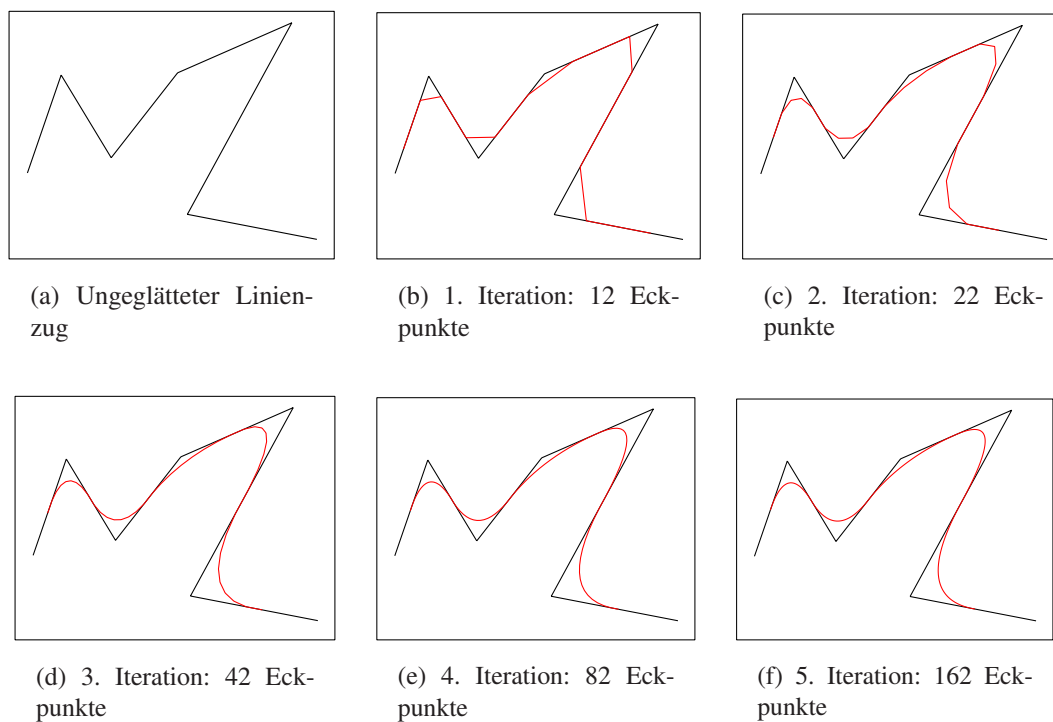 (a) Ungeglätteter Linien-
zug
(b) 1. Iteration: 12 Eck-
punkte
(c) 2. Iteration: 22 Eck-
punkte
(d) 3. Iteration: 42 Eck-
punkte
(e) 4. Iteration: 82 Eck-
punkte
(f) 5. Iteration: 162 Eck-
punkte